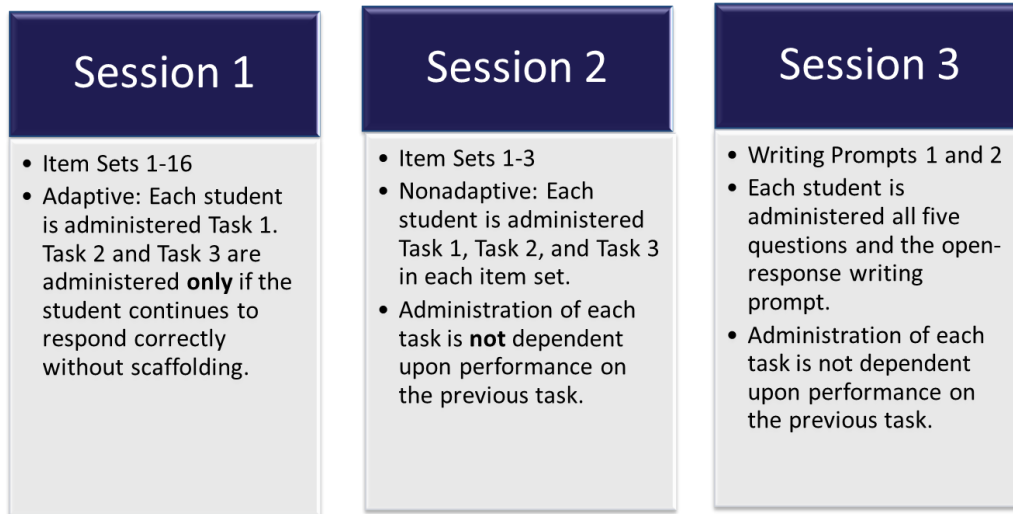 Session 1
• Item Sets 1-16
• Adaptive: Each student
is administered Task 1.
Task 2 and Task 3 are
administered only if the
student continues to
respond correctly
without scaffolding.
Session 2
• Item Sets 1-3
• Nonadaptive: Each
student is administered
Task 1, Task 2, and Task 3
in each item set.
• Administration of each
task is not dependent
upon performance on
the previous task.
Session 3
• Writing Prompts 1 and 2
• Each student is
administered all five
questions and the open-
response writing
prompt.
• Administration of each
task is not dependent
upon performance on
the previous task.